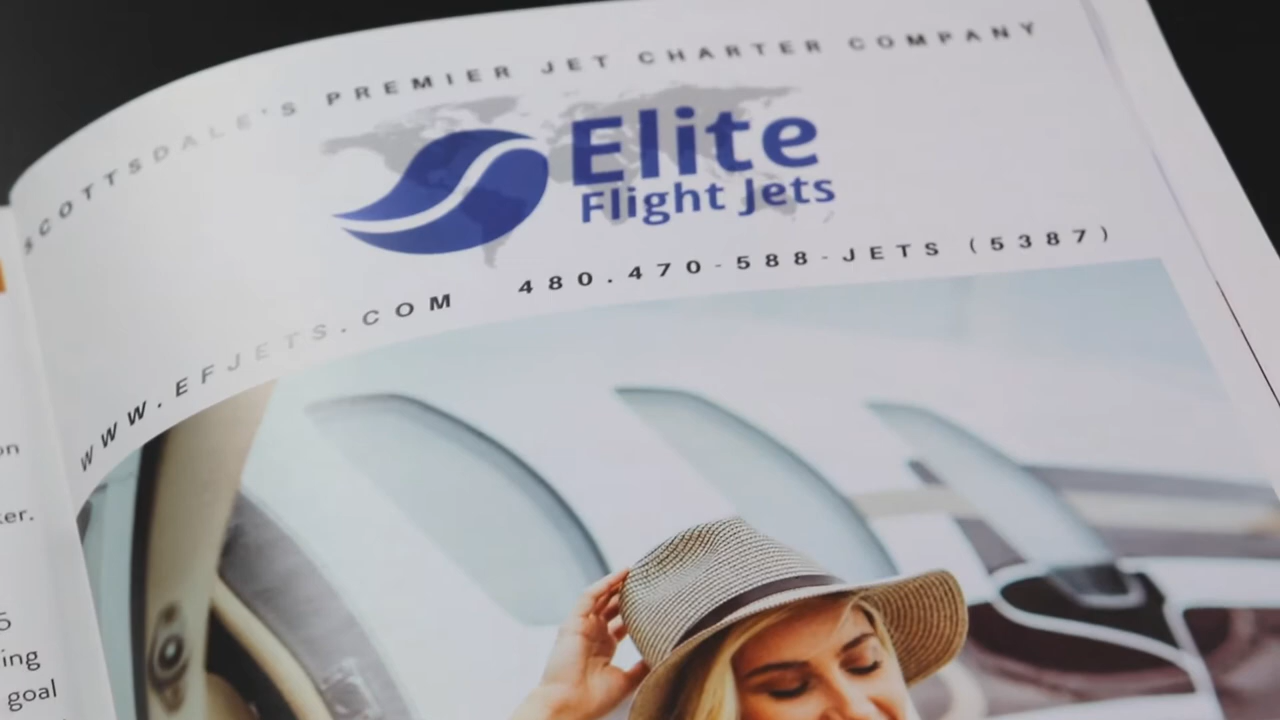 SCOTTSDALE'S PREMIER JET CHARTER COMPANY
Elite
Flight Jets
WWW.EFJETS.COM 480.470-588-JETS (5387)
on
ker.
5
ing
goal